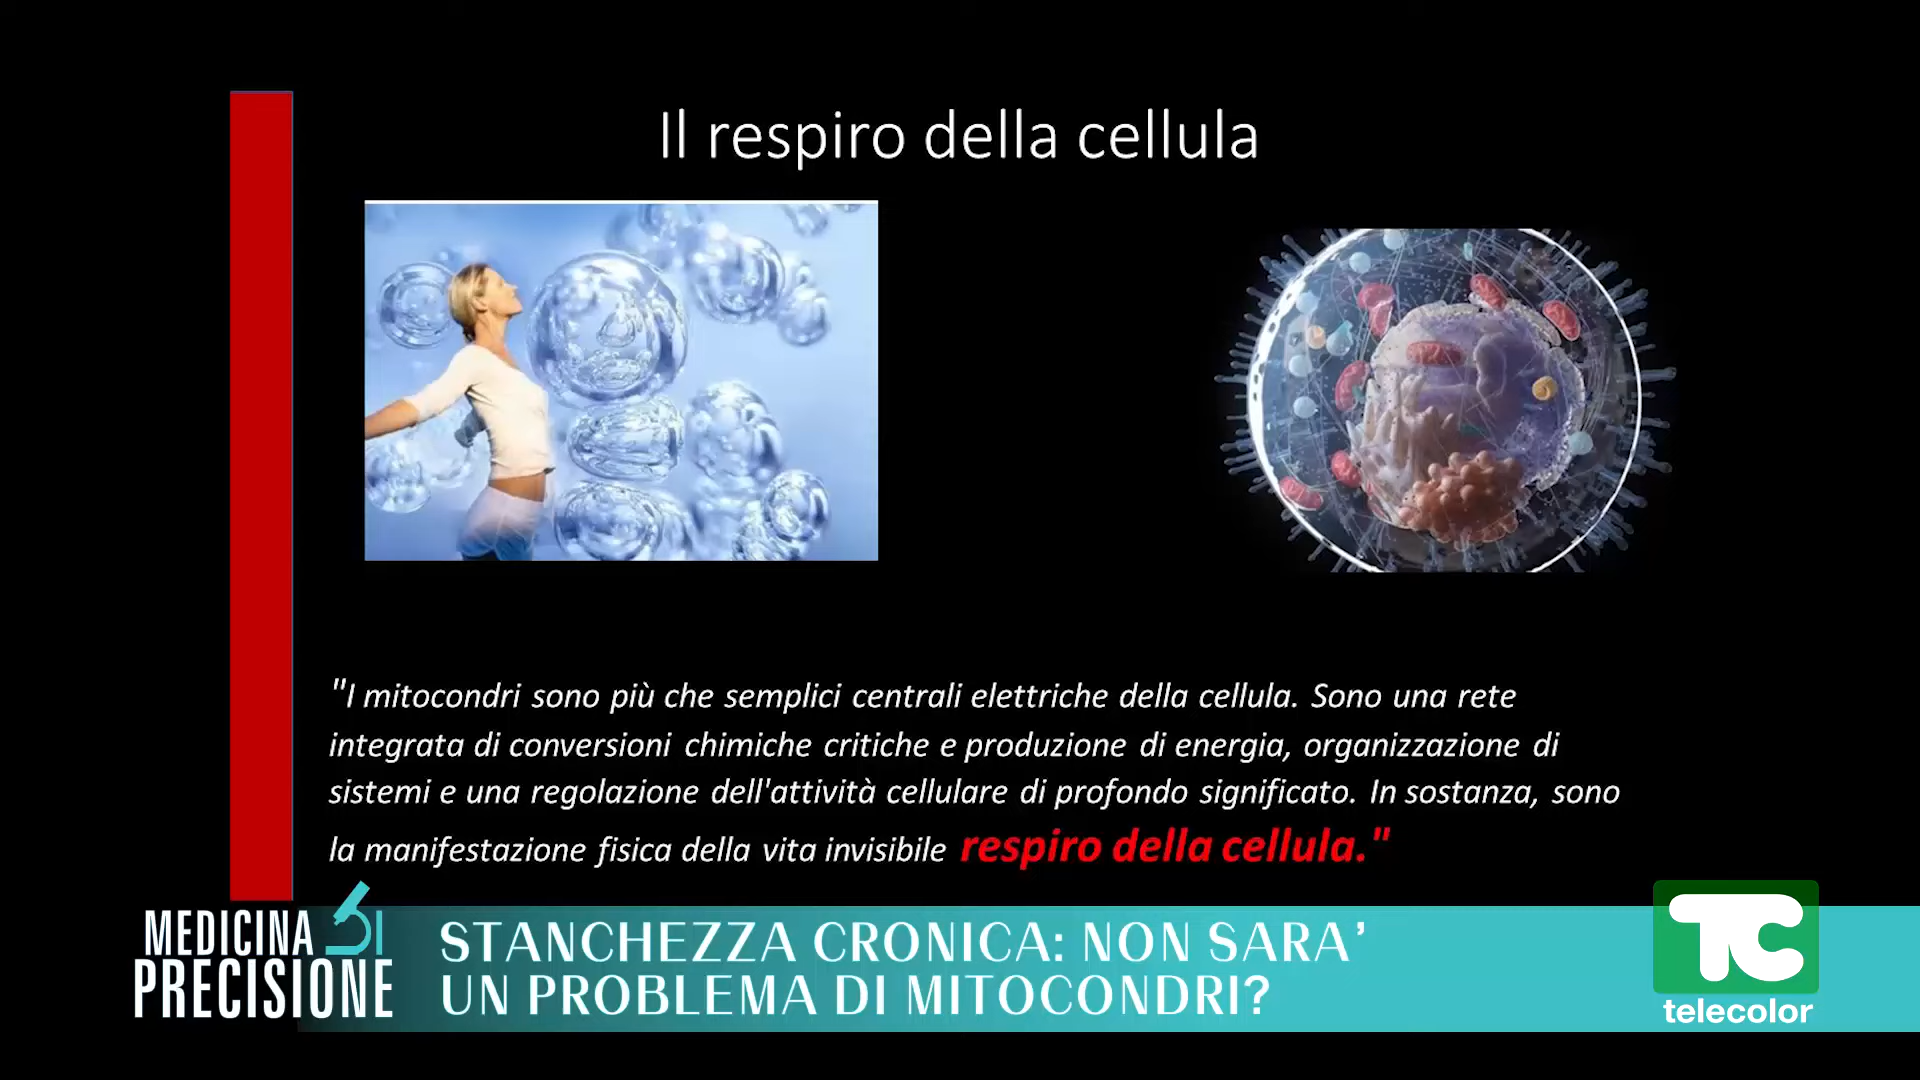 Il respiro della cellula
"I mitocondri sono più che semplici centrali elettriche della cellula. Sono una rete
integrata di conversioni chimiche critiche e produzione di energia, organizzazione di
sistemi e una regolazione dell'attività cellulare di profondo significato. In sostanza, sono
la manifestazione fisica della vita invisibile respiro della cellula."
MEDICINA DI
PRECISIONE
STANCHEZZA CRONICA: NON SARA'
UN PROBLEMA DI MITOCONDRI?
TC
telecolor